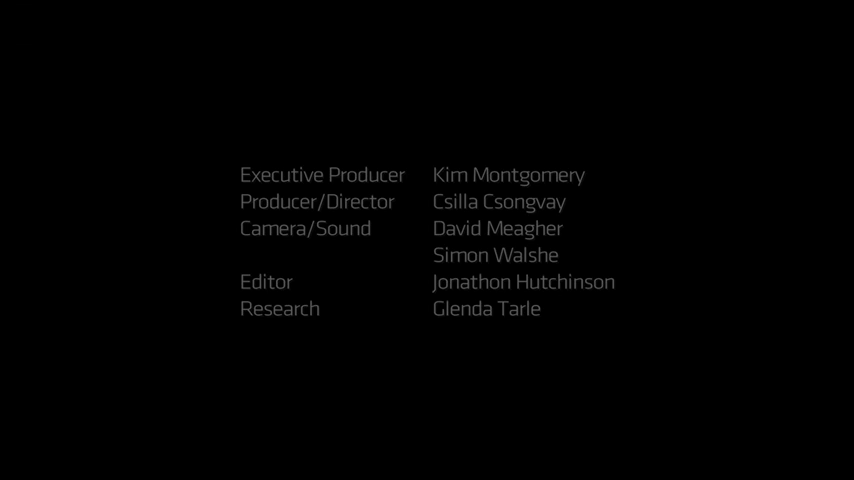 Executive Producer Kim Montgomery
Producer/Director Csilla Csongvay
Camera/Sound David Meagher
Simon Walshe
Editor Jonathon Hutchinson
Research Glenda Tarle